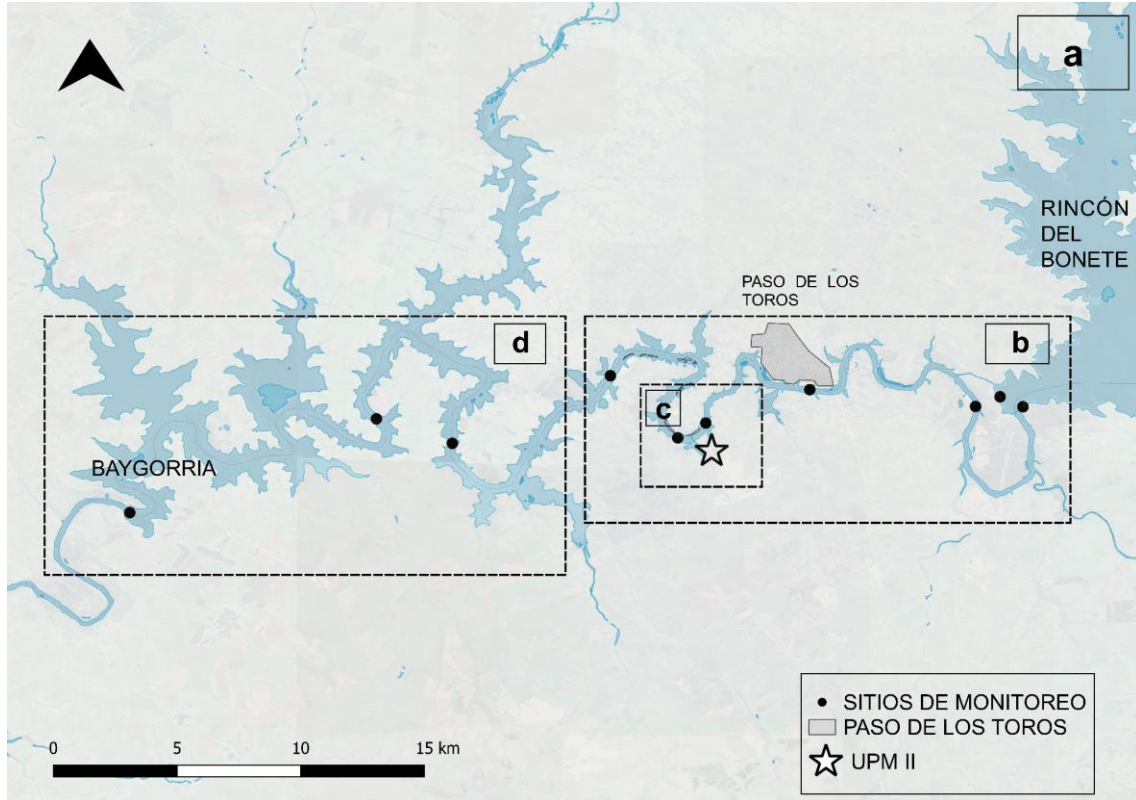 a
RINCÓN
DEL
BONETE
PASO DE LOS
TOROS
d
b
c
BAYGORRIA
SITIOS DE MONITOREO
PASO DE LOS TOROS
UPM II
0 5 10 15 km